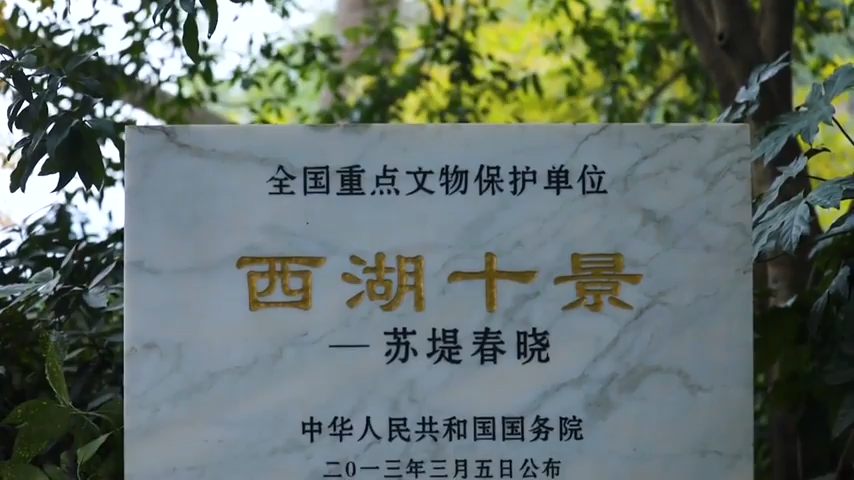 全国重点文物保护单位
西湖十景
—苏堤春晓
中华人民共和国国务院
二0一三年三月五日公布